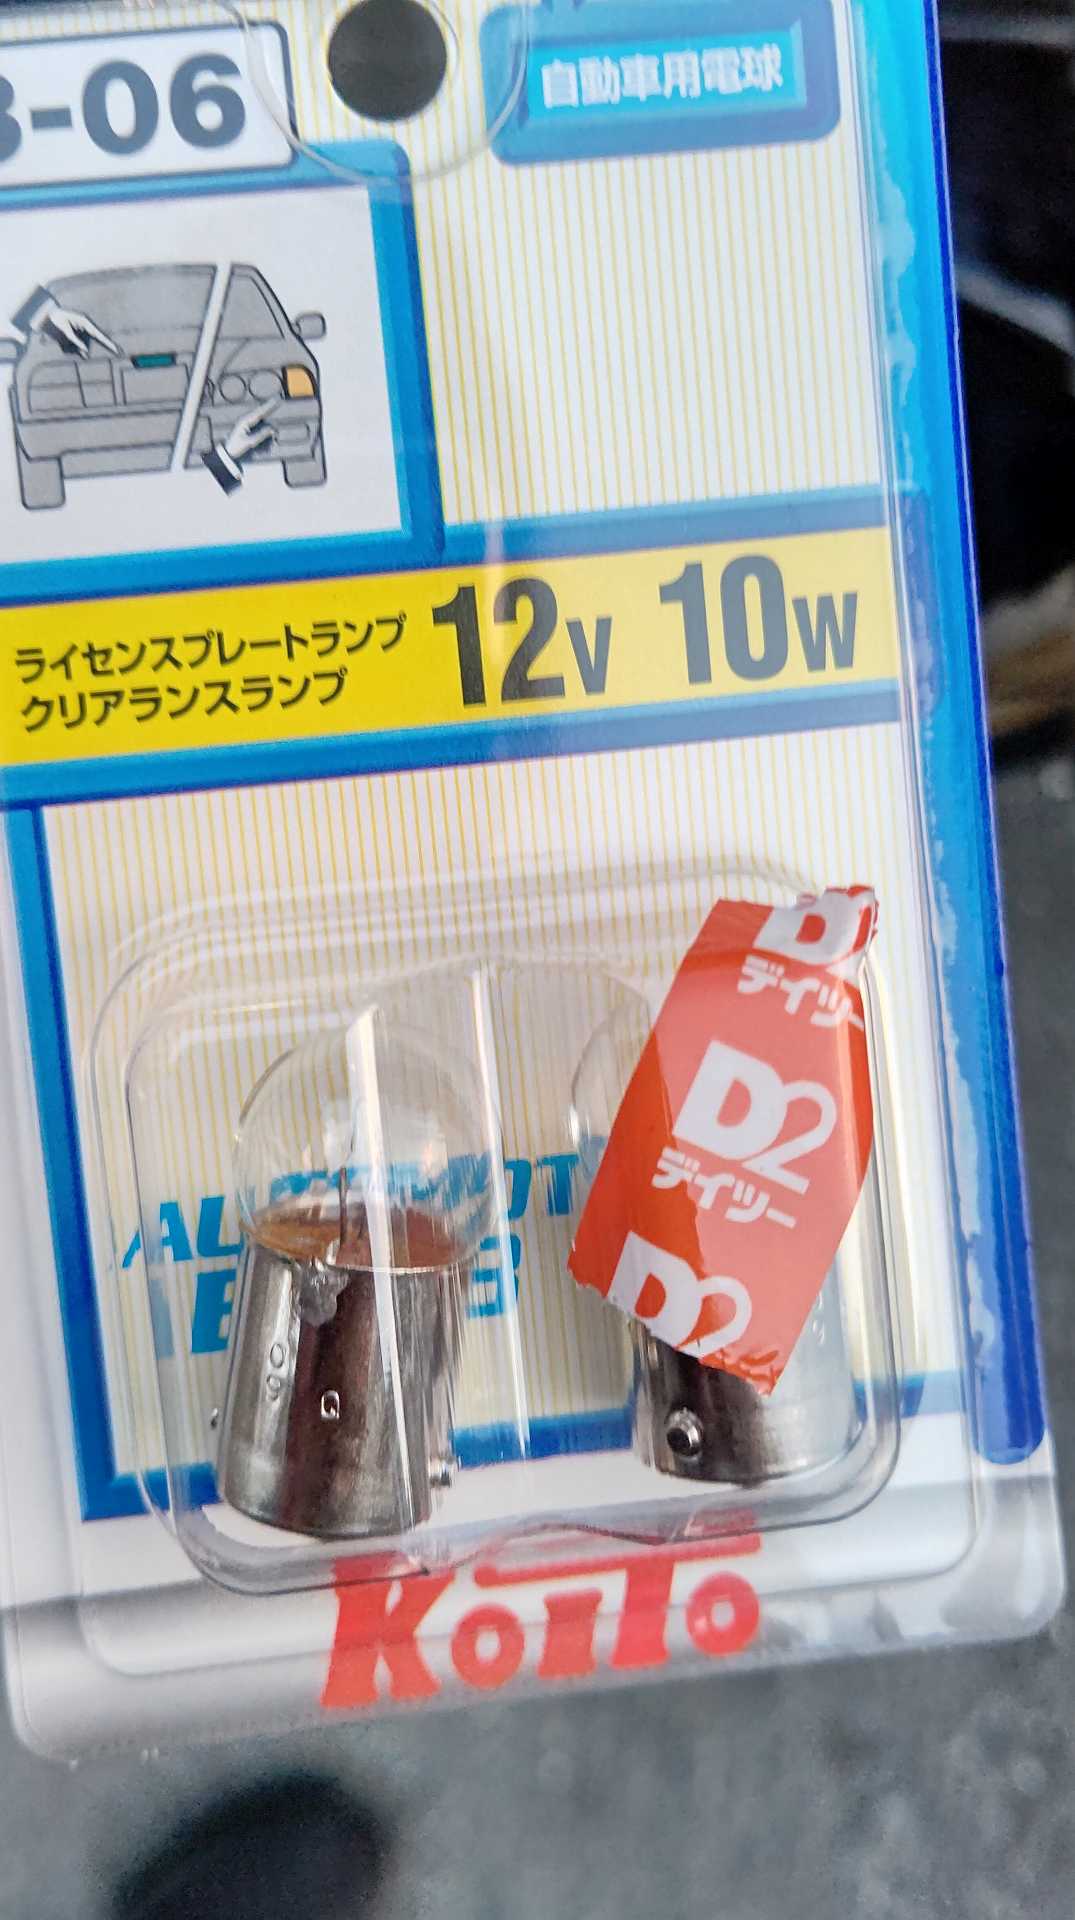 -06
自動車用電球
ライセンスプレートランプ 12V 10W
クリアランスランプ
D2
デイツー
D2
デイツー
D2
09
G
KOITO